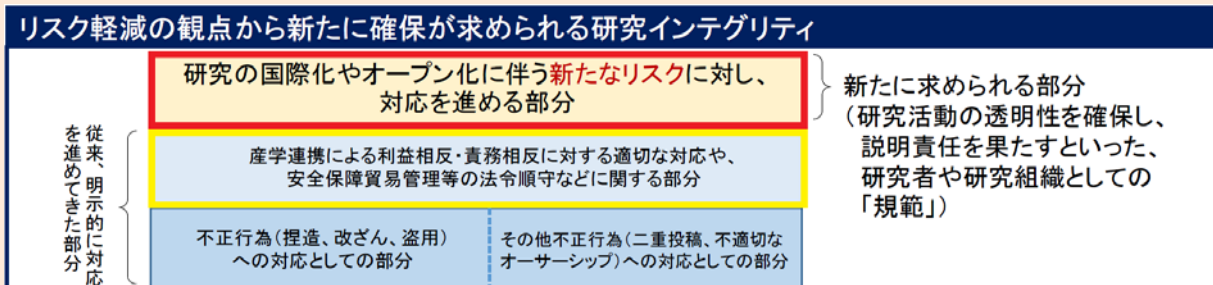 リスク軽減の観点から新たに確保が求められる研究インテグリティ
研究の国際化やオープン化に伴う新たなリスクに対し、
対応を進める部分
新たに求められる部分
（研究活動の透明性を確保し、
説明責任を果たすといった、
研究者や研究組織としての
「規範」）
従来、明示的に対応
を進めてきた部分
産学連携による利益相反・責務相反に対する適切な対応や、
安全保障貿易管理等の法令順守などに関する部分
不正行為（捏造、改ざん、盗用）
への対応としての部分
その他不正行為（二重投稿、不適切な
オーサーシップ）への対応としての部分